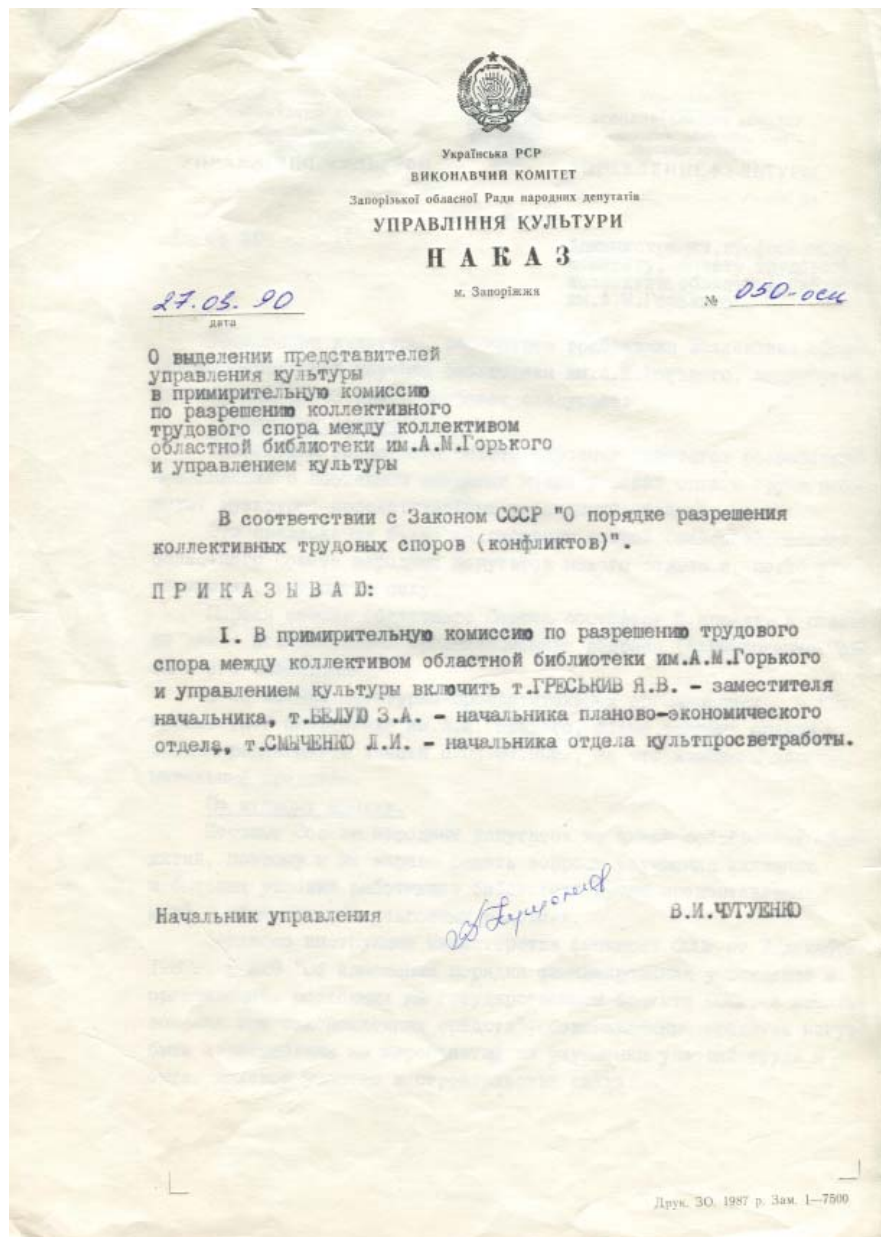 Українська РСР
ВИКОНАВЧИЙ КОМІТЕТ
Запорізької обласної Ради народних депутатів
УПРАВЛІННЯ КУЛЬТУРИ
НАКАЗ
27.03.90 м. Запоріжжя № 050-осн
дата
О выделении представителей
управления культуры
в примирительную комиссию
по разрешению коллективного
трудового спора между коллективом
областной библиотеки им.А.М.Горького
и управлением культуры
В соответствии с Законом СССР "О порядке разрешения
коллективных трудовых споров (конфликтов)".
ПРИКАЗЫВАЮ:
I. В примирительную комиссию по разрешению трудового
спора между коллективом областной библиотеки им.А.М.Горького
и управлением культуры включить т.ГРЕСЬКИВ Я.В. – заместителя
начальника, т.БЕЛУЮ З.А. – начальника планово-экономического
отдела, т.СМЫЧЕНКО Л.И. – начальника отдела культпросветработы.
Начальник управления В.И.ЧУГУЕНКО
Друк. ЗО. 1987 р. Зам. 1—7500